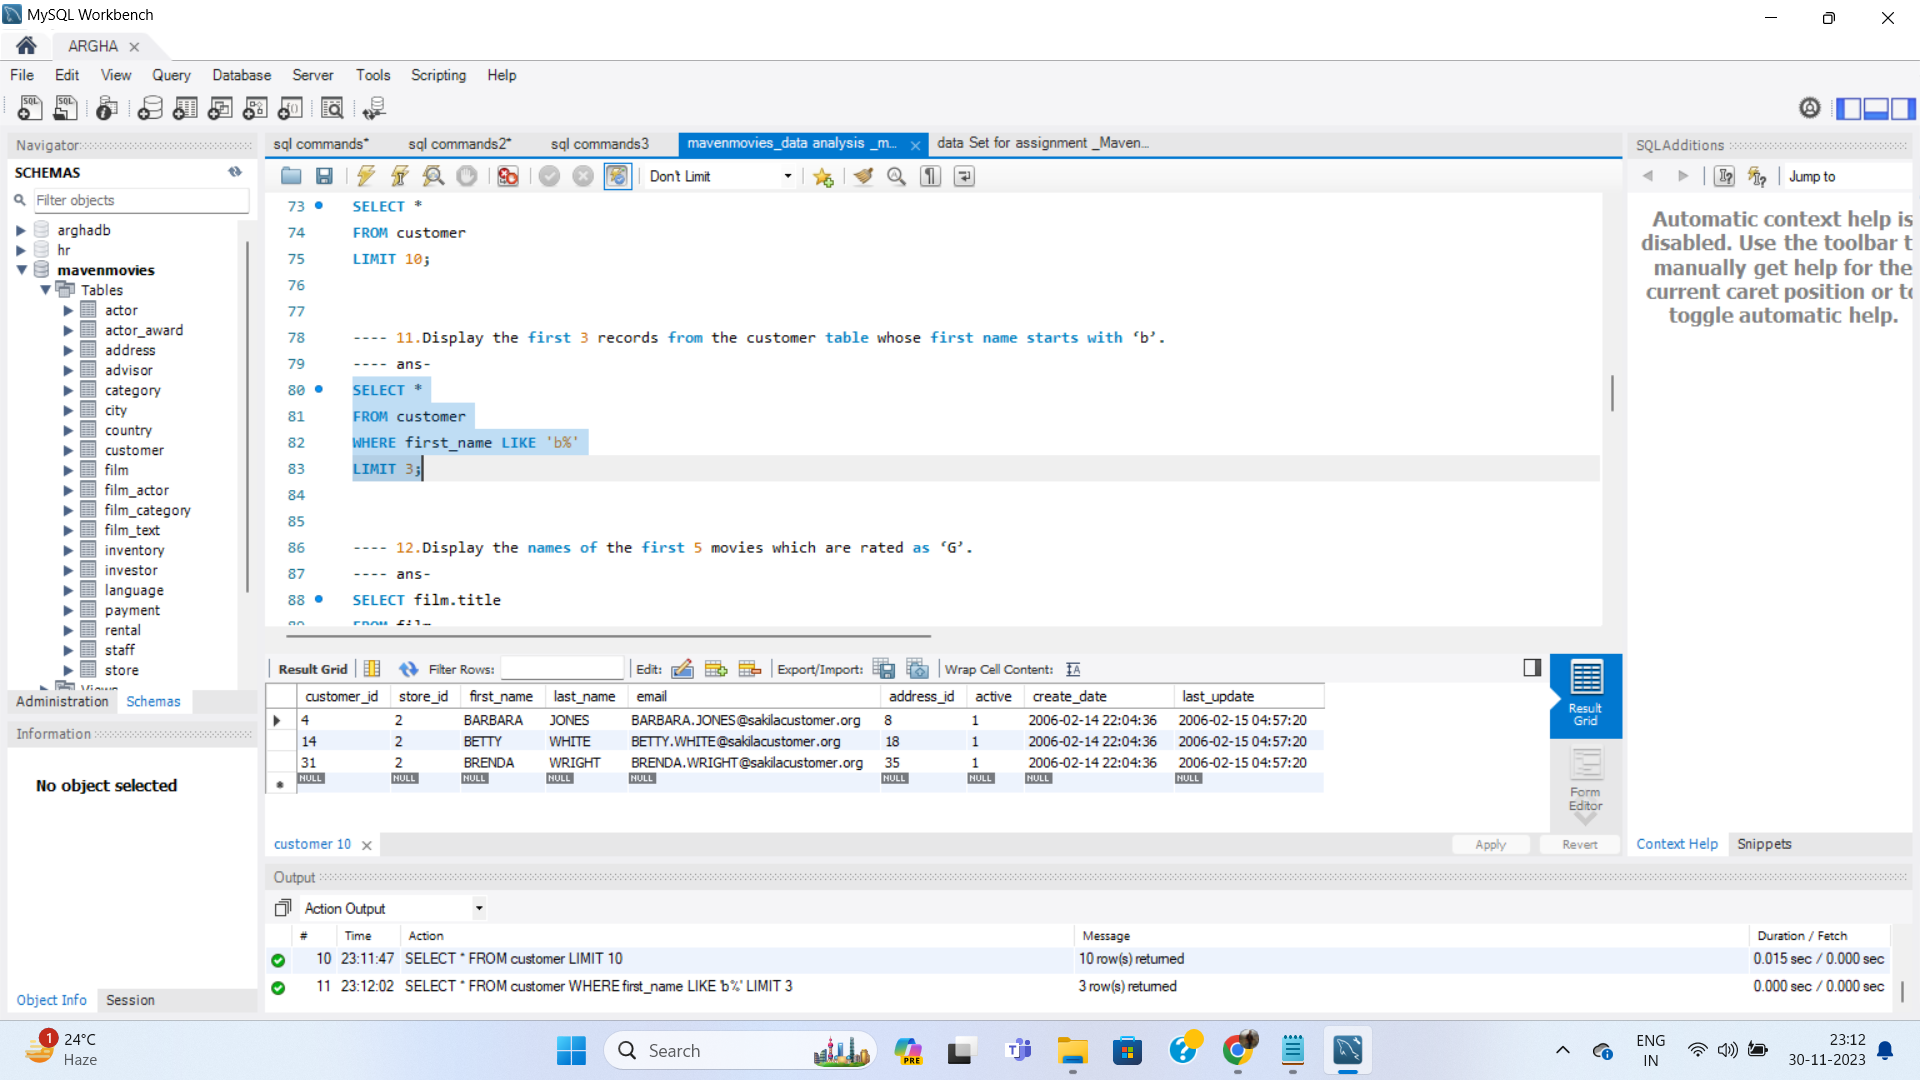 MySQL Workbench
ARGHA
File Edit View Query Database Server Tools Scripting Help
Navigator
SCHEMAS
Filter objects
arghadb
hr
mavenmovies
Tables
actor
actor_award
address
advisor
category
city
country
customer
film
film_actor
film_category
film_text
inventory
investor
language
payment
rental
staff
store
Administration Schemas
Information
No object selected
Object Info Session
sql commands* sql commands2* sql commands3 mavenmovies_data analysis _m... data Set for assignment _Maven...
Don't Limit
73 SELECT *
74 FROM customer
75 LIMIT 10;
76
77
78 ---- 11.Display the first 3 records from the customer table whose first name starts with ‘b’.
79 ---- ans-
80 SELECT *
81 FROM customer
82 WHERE first_name LIKE 'b%'
83 LIMIT 3;
84
85
86 ---- 12.Display the names of the first 5 movies which are rated as ‘G’.
87 ---- ans-
88 SELECT film.title
Result Grid Filter Rows: Edit: Export/Import: Wrap Cell Content:
customer_id store_id first_name last_name email address_id active create_date last_update
4 2 BARBARA JONES BARBARA.JONES@sakilacustomer.org 8 1 2006-02-14 22:04:36 2006-02-15 04:57:20
14 2 BETTY WHITE BETTY.WHITE@sakilacustomer.org 18 1 2006-02-14 22:04:36 2006-02-15 04:57:20
31 2 BRENDA WRIGHT BRENDA.WRIGHT@sakilacustomer.org 35 1 2006-02-14 22:04:36 2006-02-15 04:57:20
NULL NULL NULL NULL NULL NULL NULL NULL NULL
Result
Grid
Form
Editor
customer 10
Apply Revert
Output
Action Output
# Time Action Message Duration / Fetch
10 23:11:47 SELECT * FROM customer LIMIT 10 10 row(s) returned 0.015 sec / 0.000 sec
11 23:12:02 SELECT * FROM customer WHERE first_name LIKE 'b%' LIMIT 3 3 row(s) returned 0.000 sec / 0.000 sec
SQLAdditions
Jump to
Automatic context help is
disabled. Use the toolbar t
manually get help for the
current caret position or to
toggle automatic help.
Context Help Snippets
1
24°C
Haze
Search
PRE
ENG
IN
23:12
30-11-2023